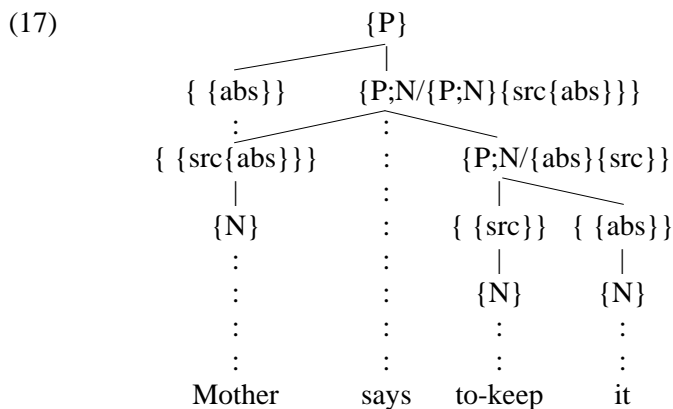 (17) {P}
{ {abs}} {P;N/{P;N}{src{abs}}}
: :
{ {src{abs}}} : {P;N/{abs}{src}}
:
{N} : { {src}} { {abs}}
: :
: : {N} {N}
: : : :
: : : :
: : : :
Mother says to-keep it